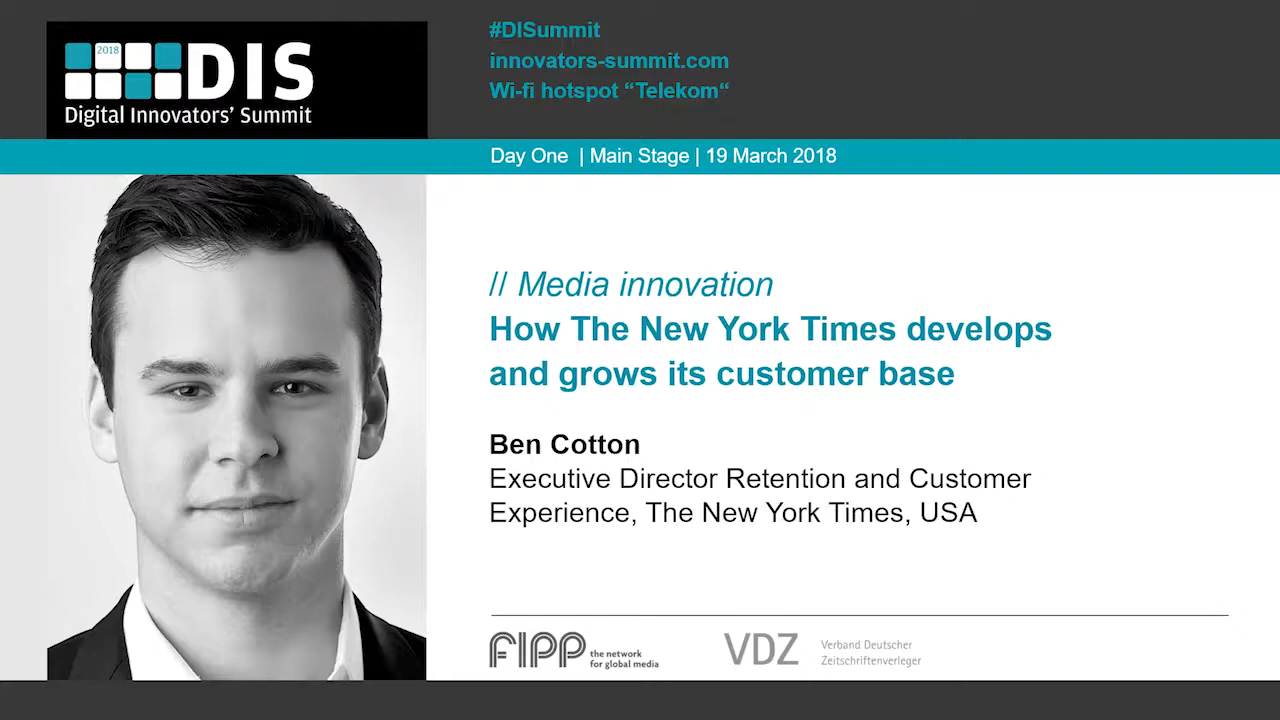 2018
DIS
Digital Innovators' Summit
#DISummit
innovators-summit.com
Wi-fi hotspot “Telekom“
Day One | Main Stage | 19 March 2018
// Media innovation
How The New York Times develops
and grows its customer base
Ben Cotton
Executive Director Retention and Customer
Experience, The New York Times, USA
FIPP the network
for global media
VDZ Verband Deutscher
Zeitschriftenverleger